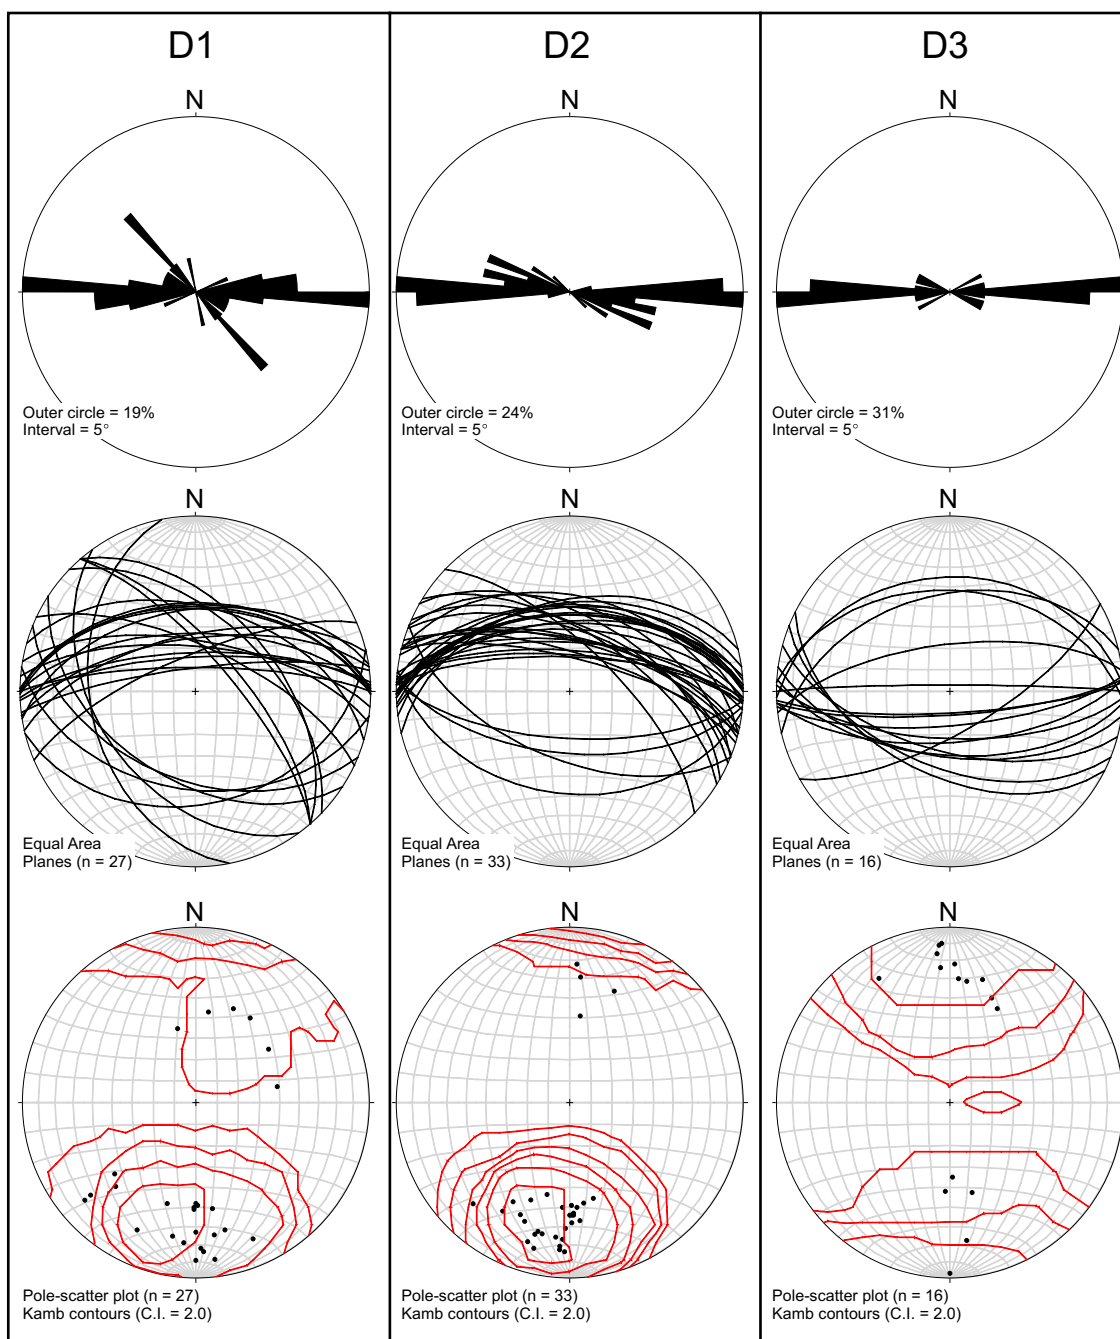 D1
N
Outer circle = 19%
Interval = 5°
N
Equal Area
Planes (n = 27)
N
Pole-scatter plot (n = 27)
Kamb contours (C.I. = 2.0)
D2
N
Outer circle = 24%
Interval = 5°
N
Equal Area
Planes (n = 33)
N
Pole-scatter plot (n = 33)
Kamb contours (C.I. = 2.0)
D3
N
Outer circle = 31%
Interval = 5°
N
Equal Area
Planes (n = 16)
N
Pole-scatter plot (n = 16)
Kamb contours (C.I. = 2.0)